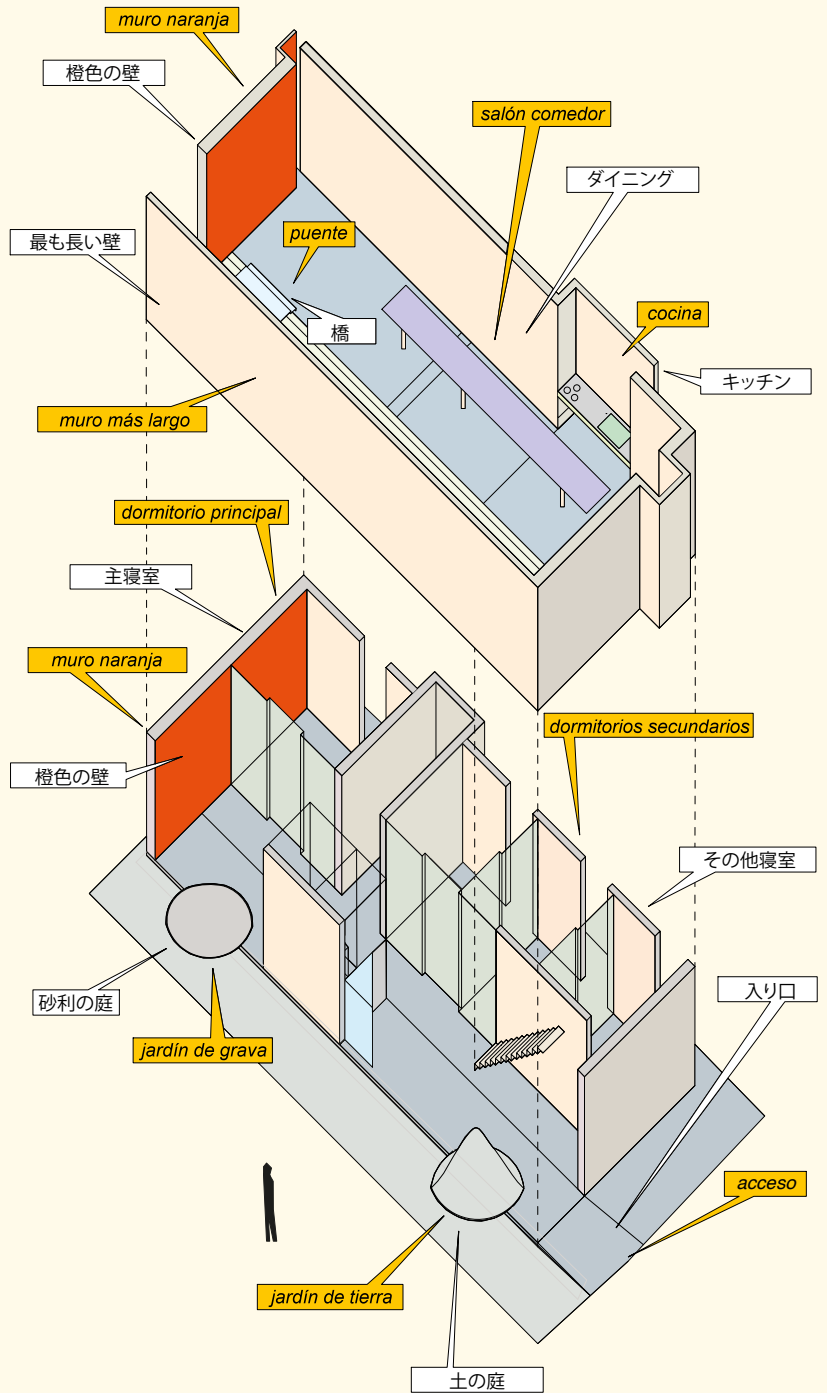 muro naranja
橙色の壁
salón comedor
ダイニング
puente
最も長い壁
橋
cocina
キッチン
muro más largo
dormitorio principal
主寝室
muro naranja
dormitorios secundarios
橙色の壁
その他寝室
入り口
砂利の庭
jardín de grava
acceso
jardín de tierra
土の庭